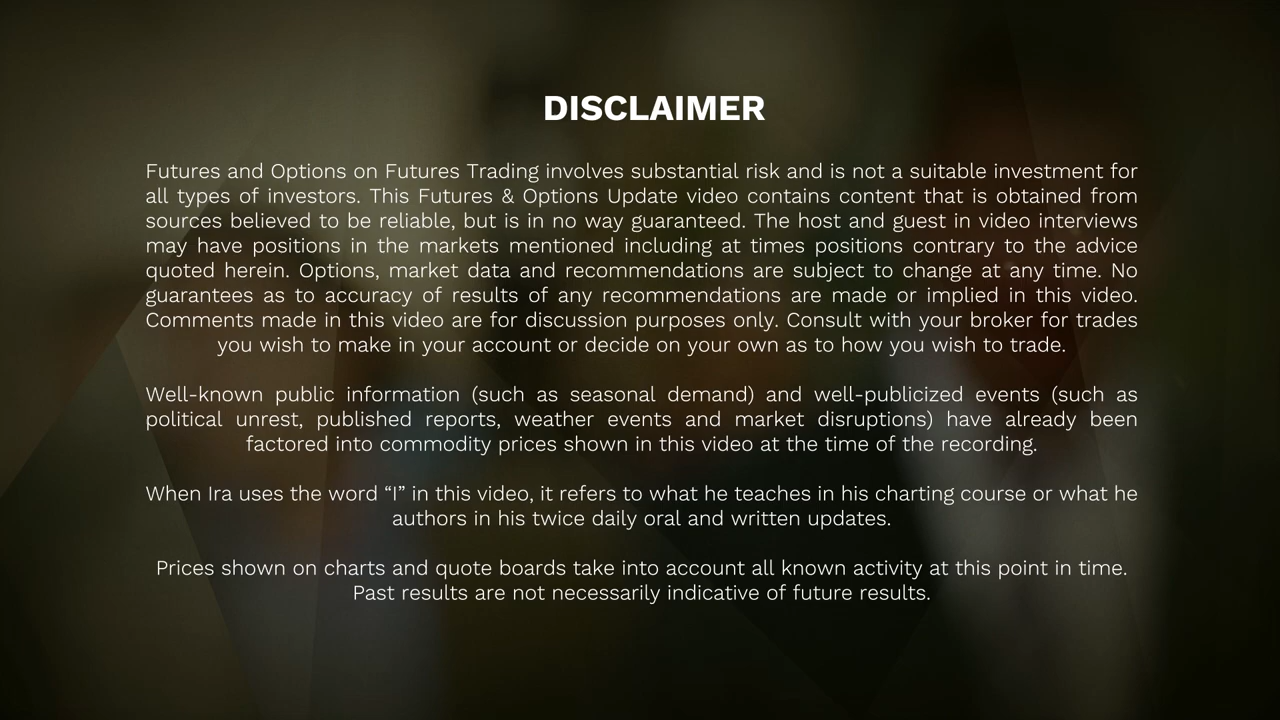 DISCLAIMER
Futures and Options on Futures Trading involves substantial risk and is not a suitable investment for
all types of investors. This Futures & Options Update video contains content that is obtained from
sources believed to be reliable, but is in no way guaranteed. The host and guest in video interviews
may have positions in the markets mentioned including at times positions contrary to the advice
quoted herein. Options, market data and recommendations are subject to change at any time. No
guarantees as to accuracy of results of any recommendations are made or implied in this video.
Comments made in this video are for discussion purposes only. Consult with your broker for trades
you wish to make in your account or decide on your own as to how you wish to trade.
Well-known public information (such as seasonal demand) and well-publicized events (such as
political unrest, published reports, weather events and market disruptions) have already been
factored into commodity prices shown in this video at the time of the recording.
When Ira uses the word “I” in this video, it refers to what he teaches in his charting course or what he
authors in his twice daily oral and written updates.
Prices shown on charts and quote boards take into account all known activity at this point in time.
Past results are not necessarily indicative of future results.